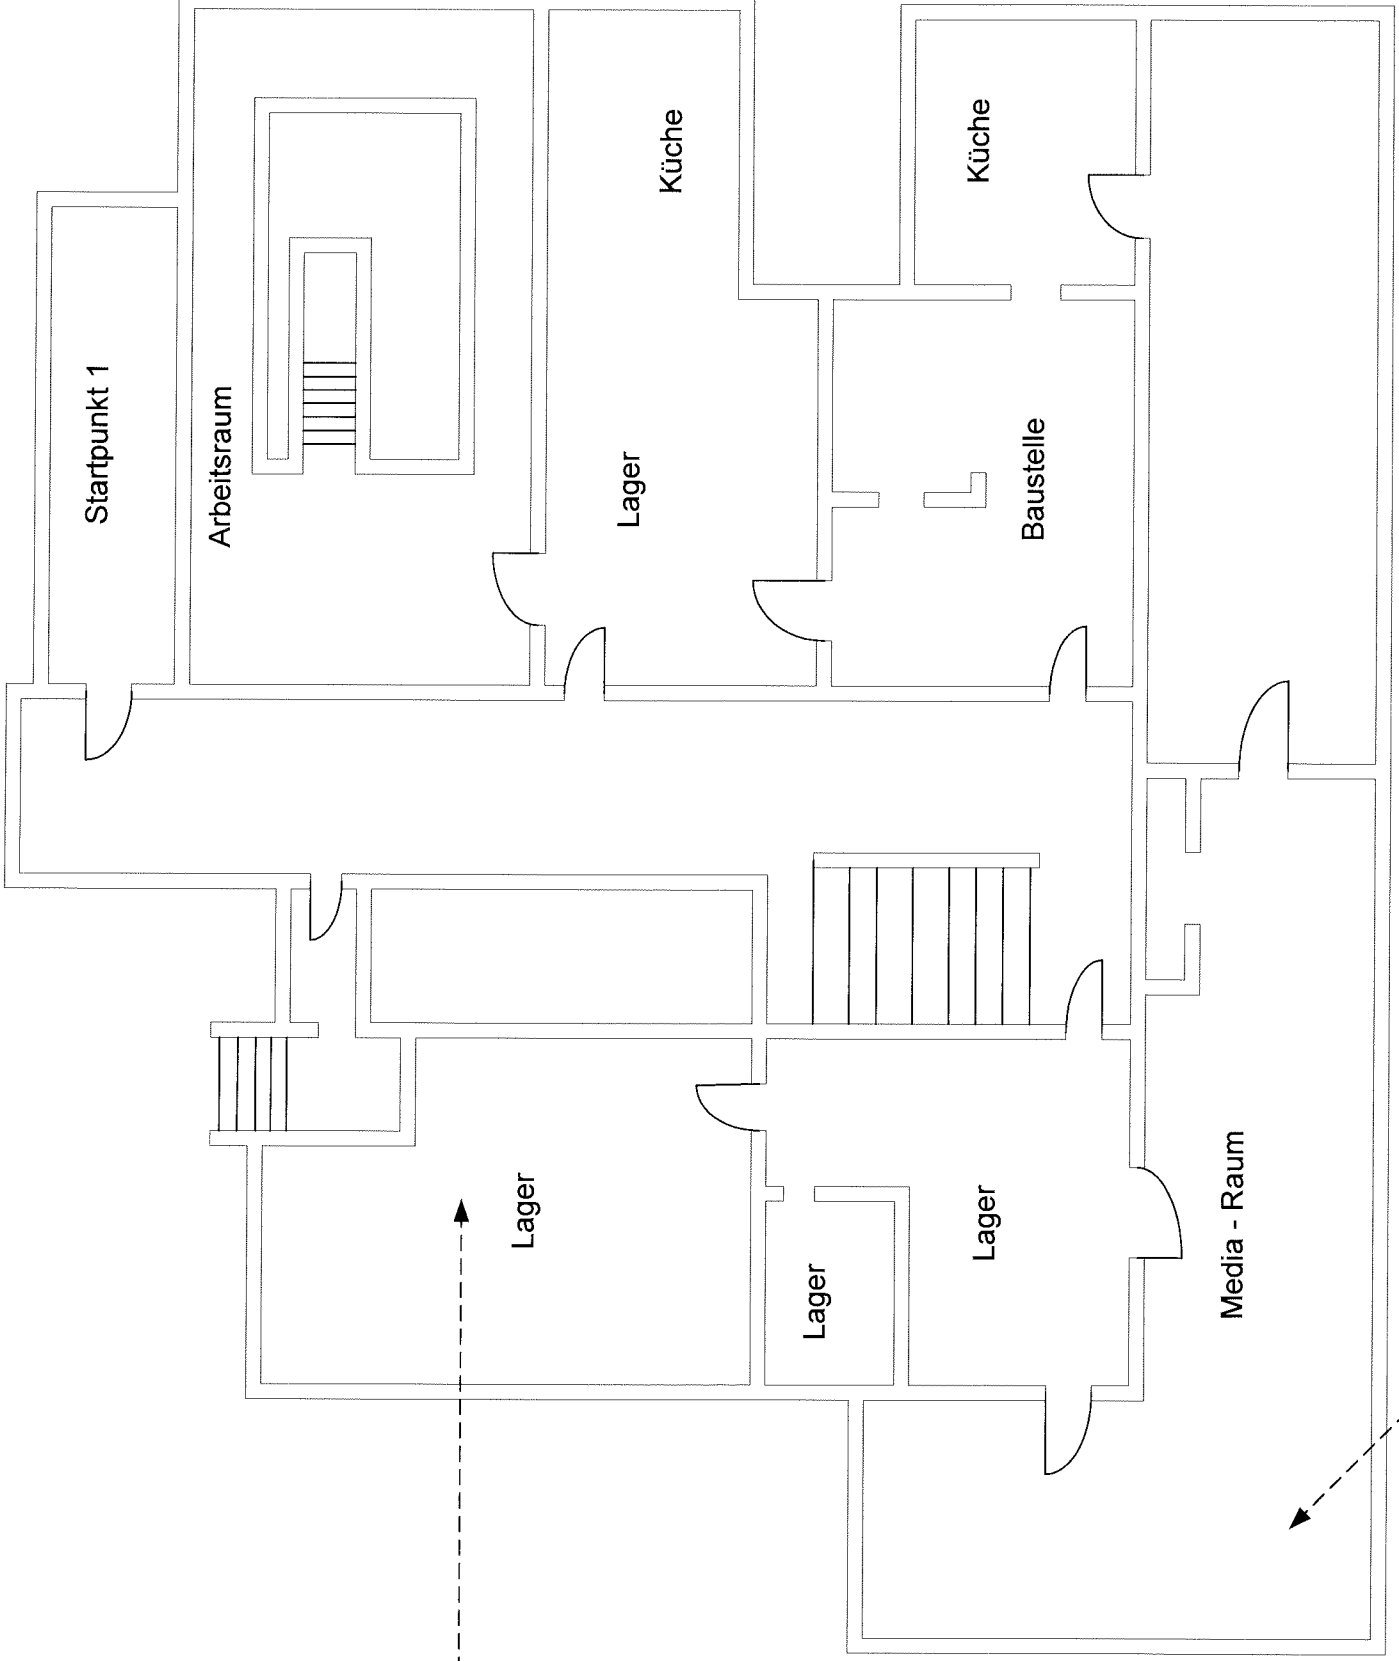 Startpunkt 1
Arbeitsraum
Küche
Lager
Küche
Baustelle
Lager
Lager
Lager
Media - Raum